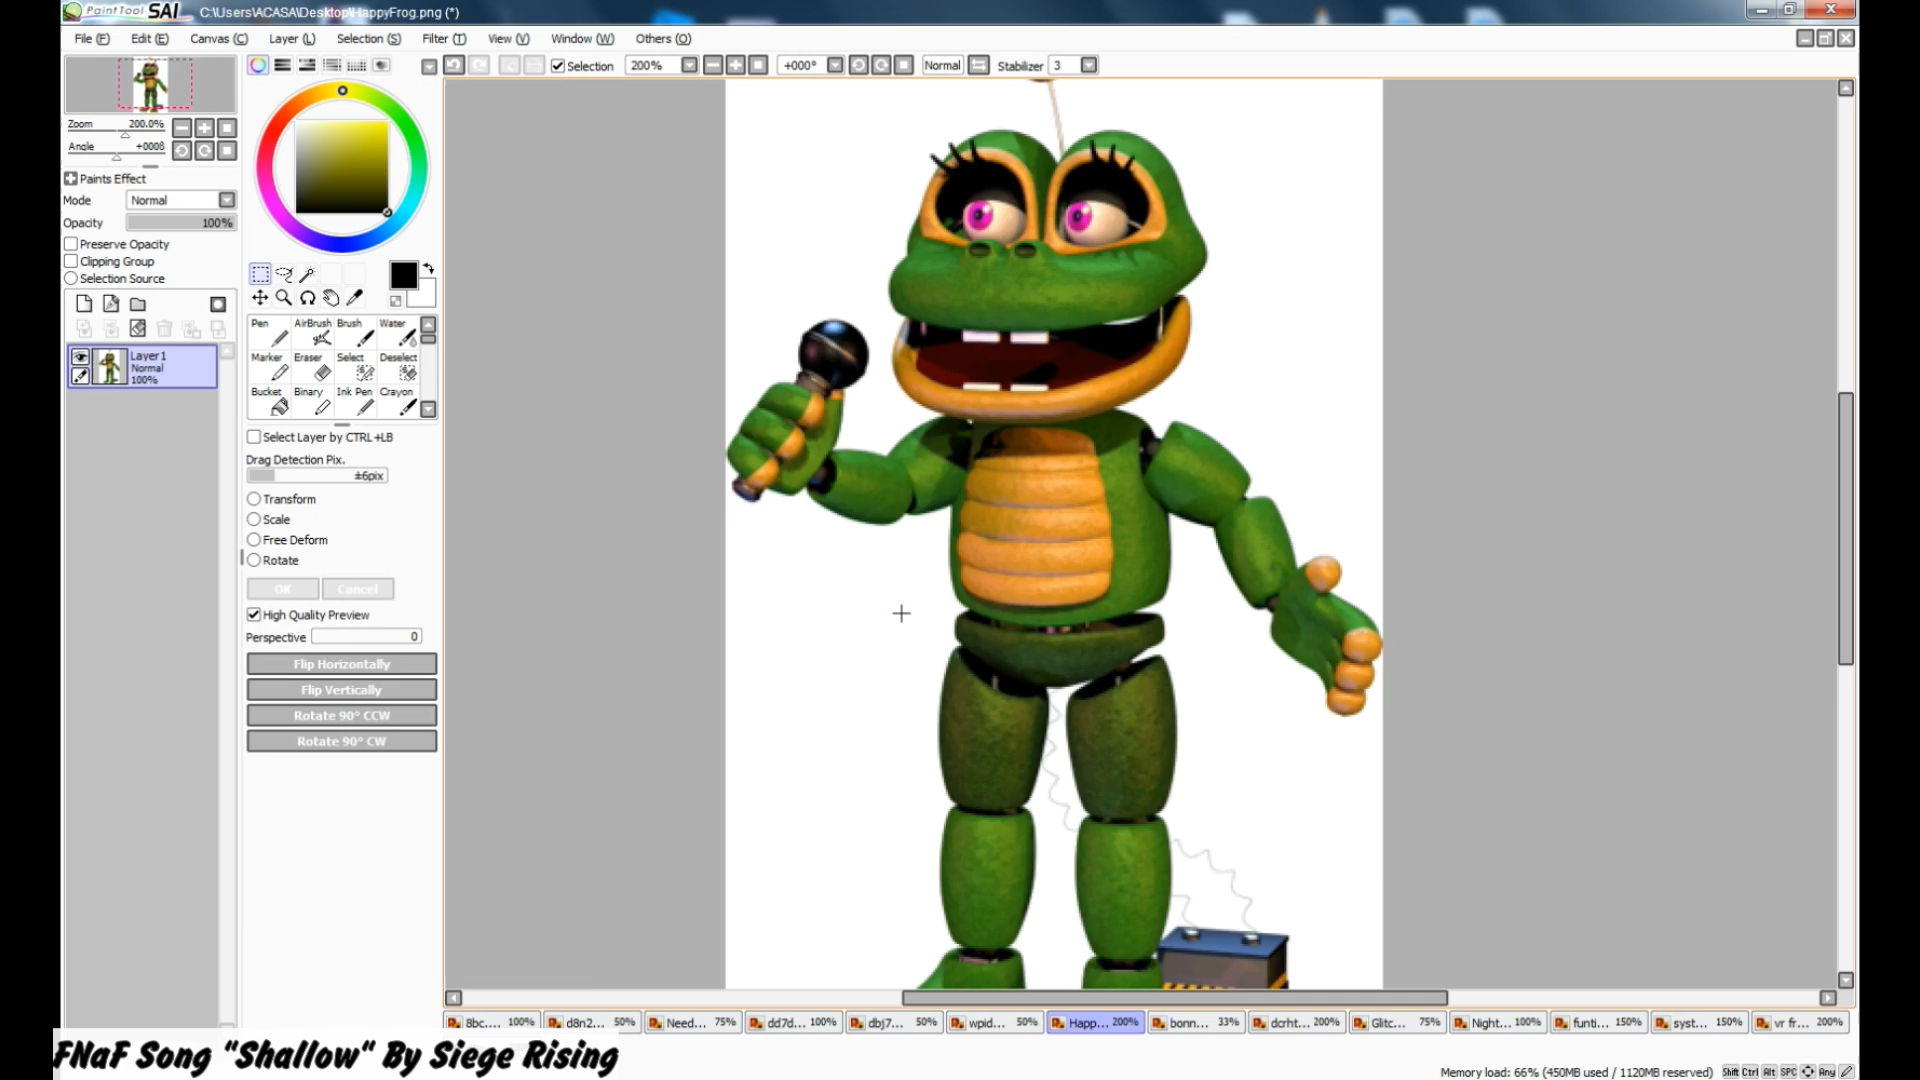 PaintTool SAI C:\Users\ACASA\Desktop\HappyFrog.png (*)
File (F) Edit (E) Canvas (C) Layer (L) Selection (S) Filter (T) View (V) Window (W) Others (O)
Selection 200% +000° Normal Stabilizer 3
Zoom 200.0%
Angle +000δ
Paints Effect
Mode Normal
Opacity 100%
Preserve Opacity
Clipping Group
Selection Source
Layer1
Normal
100%
Pen AirBrush Brush Water
Marker Eraser Select Deselect
Bucket Binary Ink Pen Crayon
Select Layer by CTRL+LB
Drag Detection Pix.
±6pix
Transform
Scale
Free Deform
Rotate
OK Cancel
High Quality Preview
Perspective 0
Flip Horizontally
Flip Vertically
Rotate 90° CCW
Rotate 90° CW
8bc.... 100% d8n2... 50% Need... 75% dd7d... 100% dbj7... 50% wpid... 50% Happ... 200% bonn... 33% dcrht... 200% Glitc... 75% Night... 100% funti... 150% syst... 150% vr fr... 200%
FNaF Song "Shallow" By Siege Rising
Memory load: 66% (450MB used / 1120MB reserved) Shift Ctrl Alt SPC Any